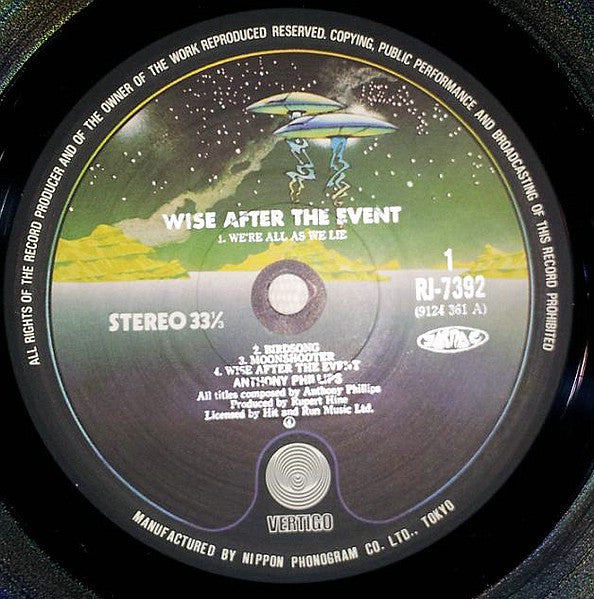 ALL RIGHTS OF THE RECORD PRODUCER AND OF THE OWNER OF THE WORK REPRODUCED RESERVED. COPYING, PUBLIC PERFORMANCE AND BROADCASTING OF THIS RECORD PROHIBITED
WISE AFTER THE EVENT
1. WE'RE ALL AS WE LIE
1
RJ-7392
(9124 361 A)
STEREO 33⅓
2. BIRDSONG
3. MOONSHOOTER
4. WISE AFTER THE EVENT
ANTHONY PHILLIPS
All titles composed by Anthony Phillips
Produced by Rupert Hine
Licensed by Hit and Run Music Ltd.
VERTIGO
MANUFACTURED BY NIPPON PHONOGRAM CO. LTD., TOKYO